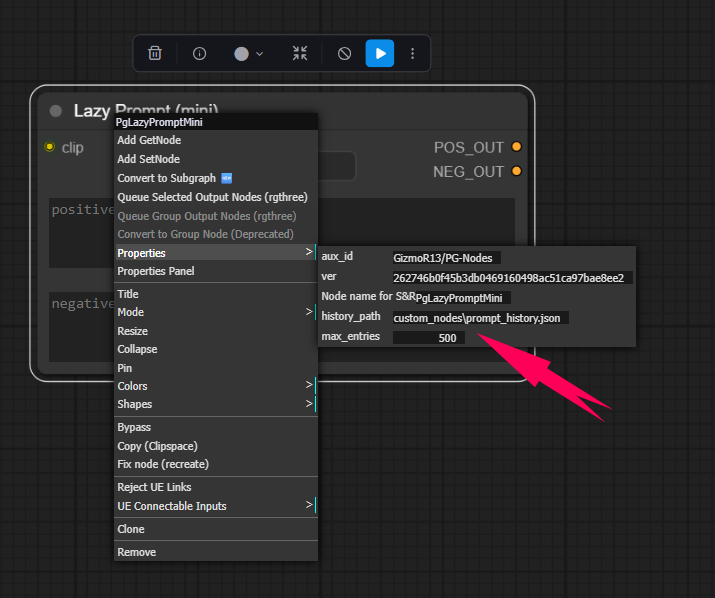 Lazy Prompt (mini)
PgLazyPromptMini
clip
POS_OUT
NEG_OUT
positive
negative
Add GetNode
Add SetNode
Convert to Subgraph 🆕
Queue Selected Output Nodes (rgthree)
Queue Group Output Nodes (rgthree)
Convert to Group Node (Deprecated)
Properties >
Properties Panel
Title
Mode >
Resize
Collapse
Pin
Colors >
Shapes >
Bypass
Copy (Clipspace)
Fix node (recreate)
Reject UE Links
UE Connectable Inputs >
Clone
Remove
aux_id GizmoR13/PG-Nodes
ver 262746b0f45b3db0469160498ac51ca97bae8ee2
Node name for S&R PgLazyPromptMini
history_path custom_nodes\prompt_history.json
max_entries 500